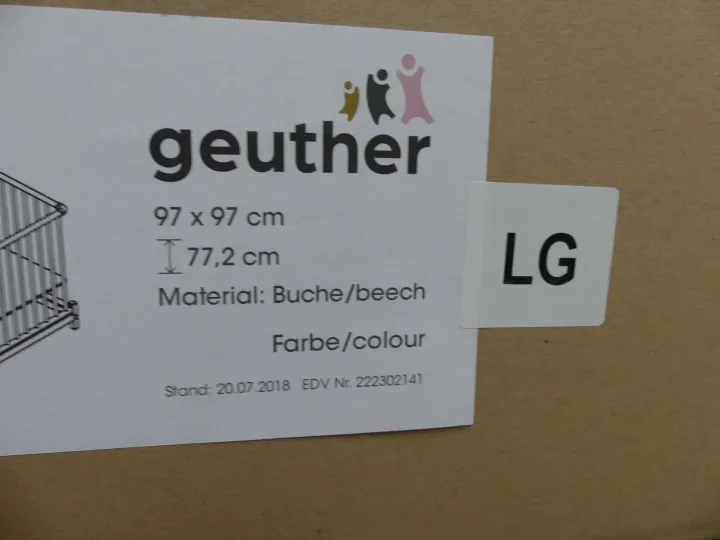 geuther
97 x 97 cm
77,2 cm
Material: Buche/beech
Farbe/colour
LG
Stand: 20.07.2018 EDV Nr. 222302141